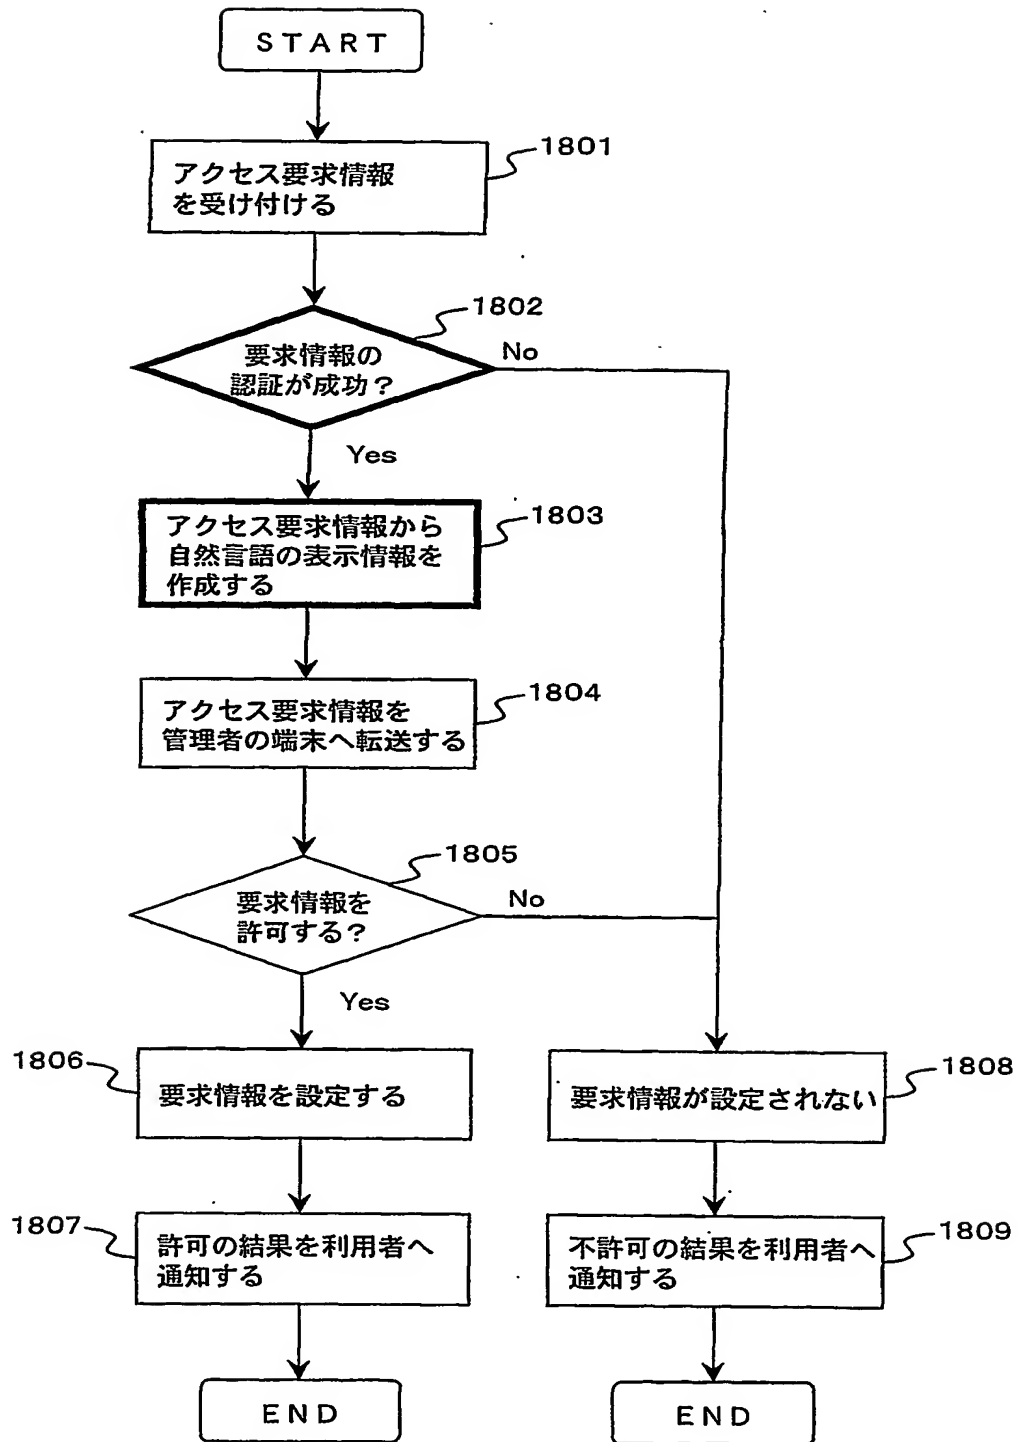 START
1801
アクセス要求情報
を受け付ける
1802
要求情報の
認証が成功？
No
Yes
1803
アクセス要求情報から
自然言語の表示情報を
作成する
1804
アクセス要求情報を
管理者の端末へ転送する
1805
要求情報を
許可する？
No
Yes
1806
要求情報を設定する
1808
要求情報が設定されない
1807
許可の結果を利用者へ
通知する
1809
不許可の結果を利用者へ
通知する
END
END